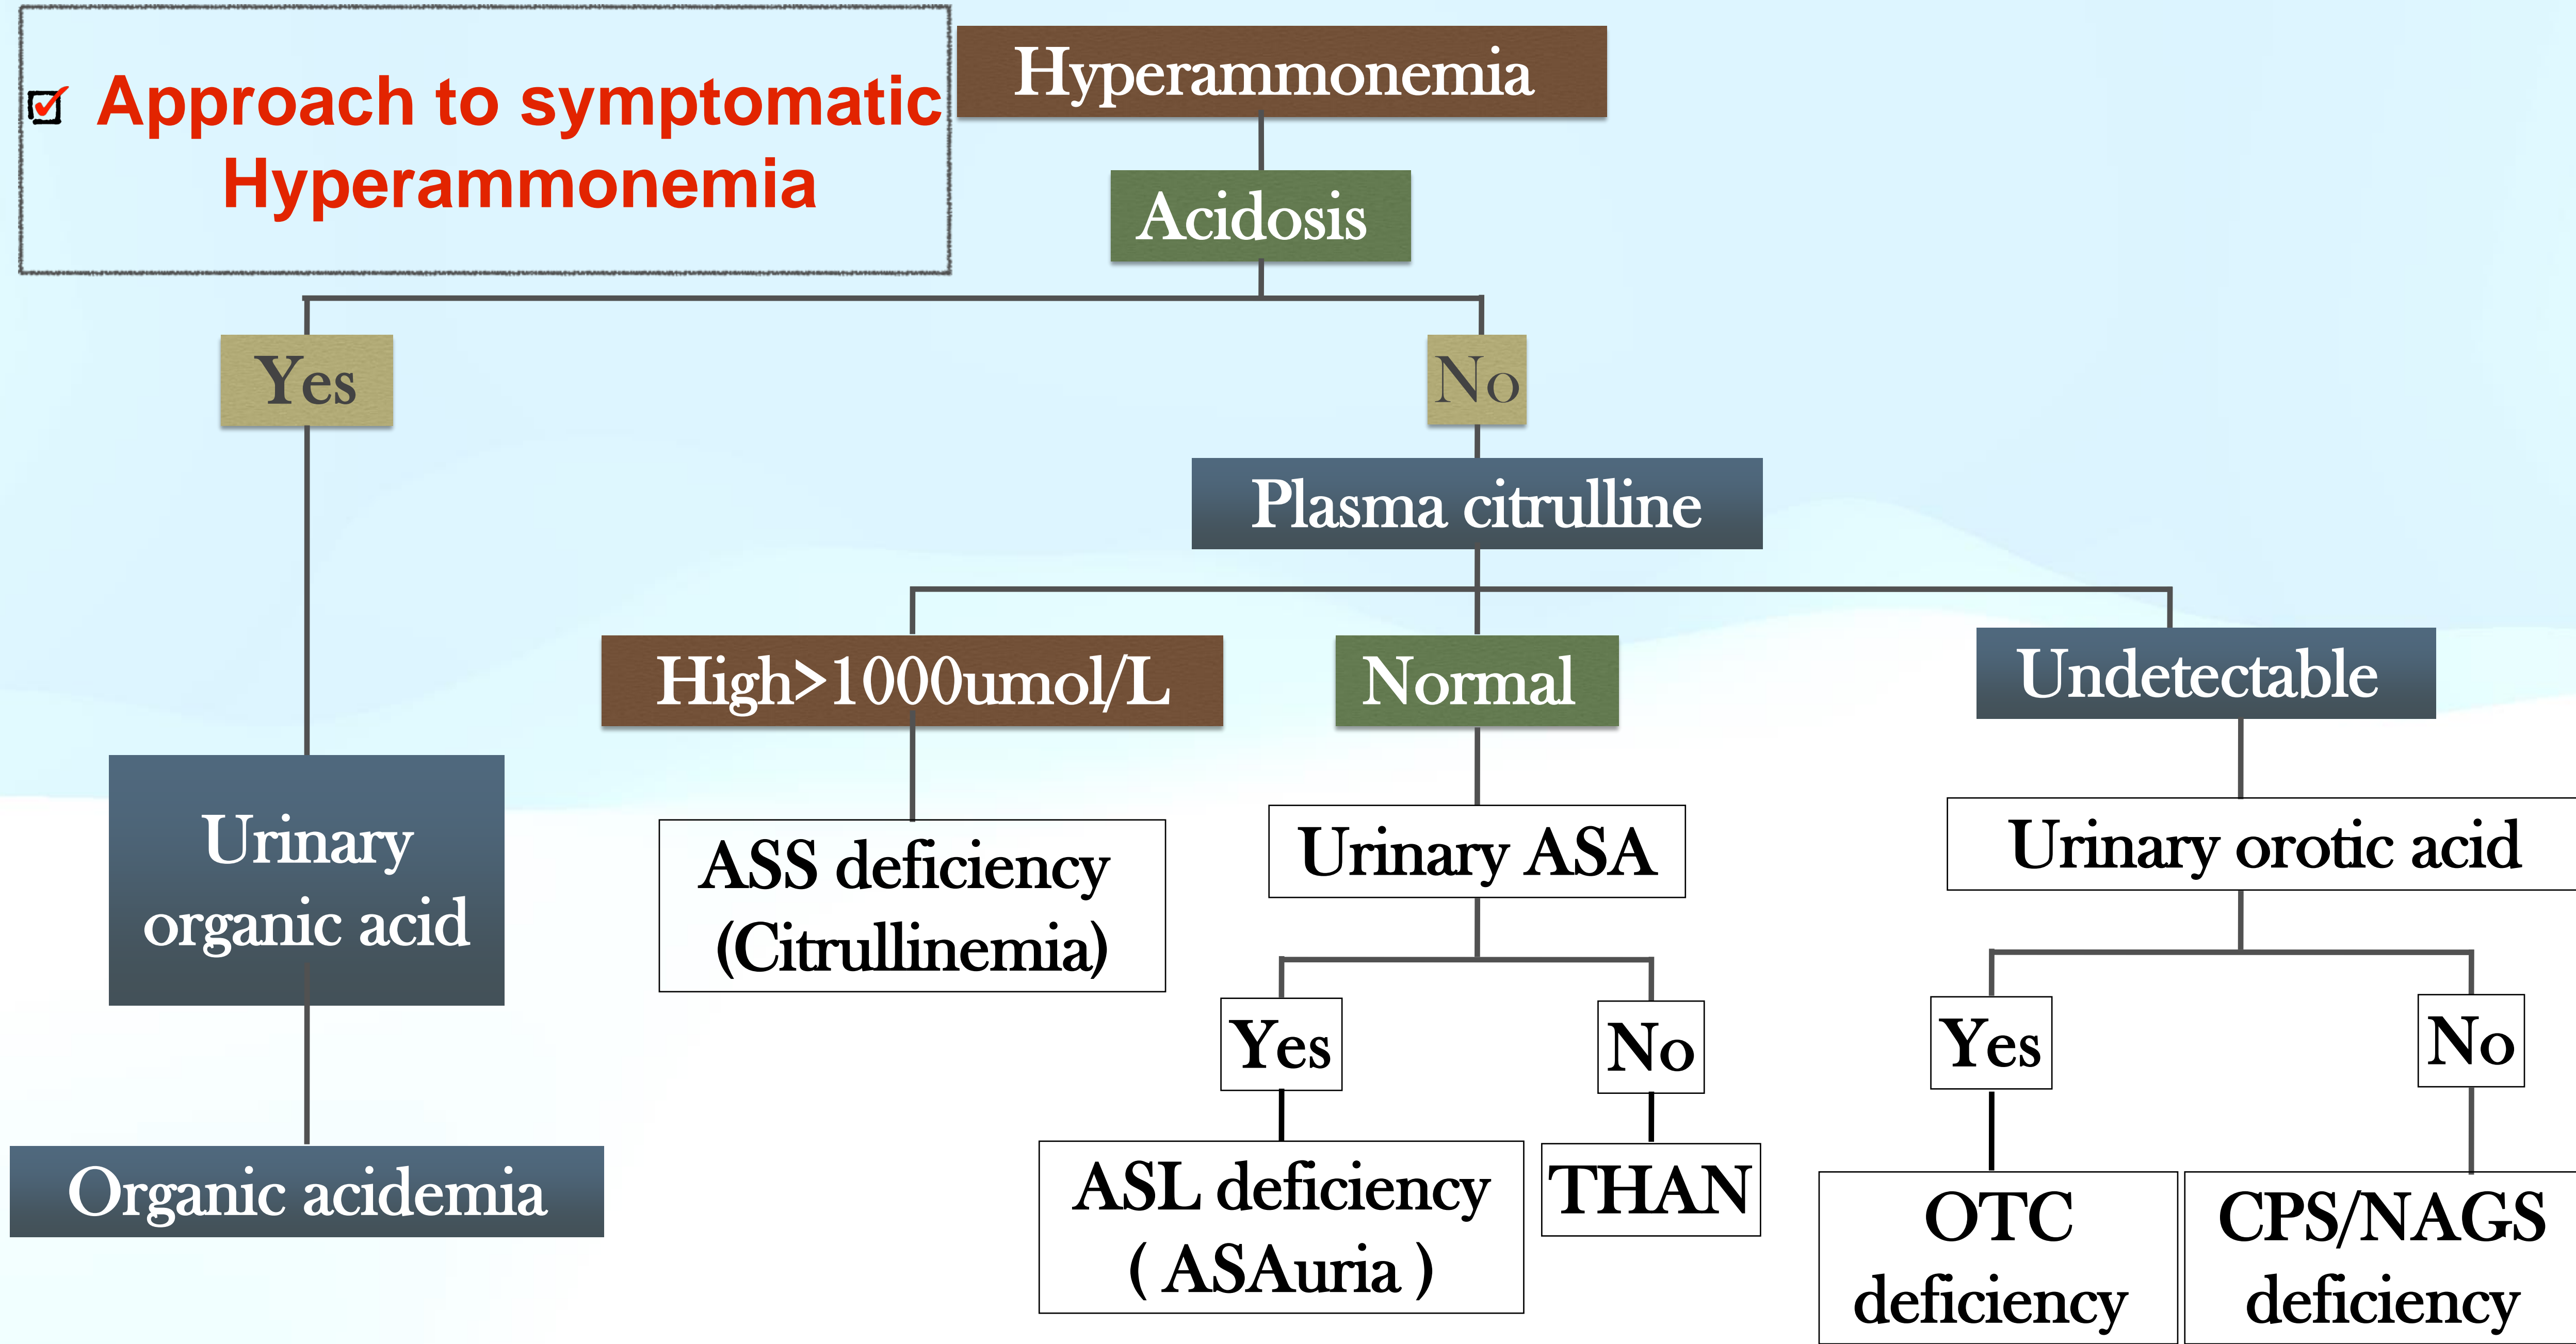 Approach to symptomatic
Hyperammonemia
Hyperammonemia
Acidosis
Yes
No
Plasma citrulline
High>1000umol/L
Normal
Undetectable
Urinary
organic acid
ASS deficiency
(Citrullinemia)
Urinary ASA
Urinary orotic acid
Yes
No
Yes
No
Organic acidemia
ASL deficiency
( ASAuria )
THAN
OTC
deficiency
CPS/NAGS
deficiency